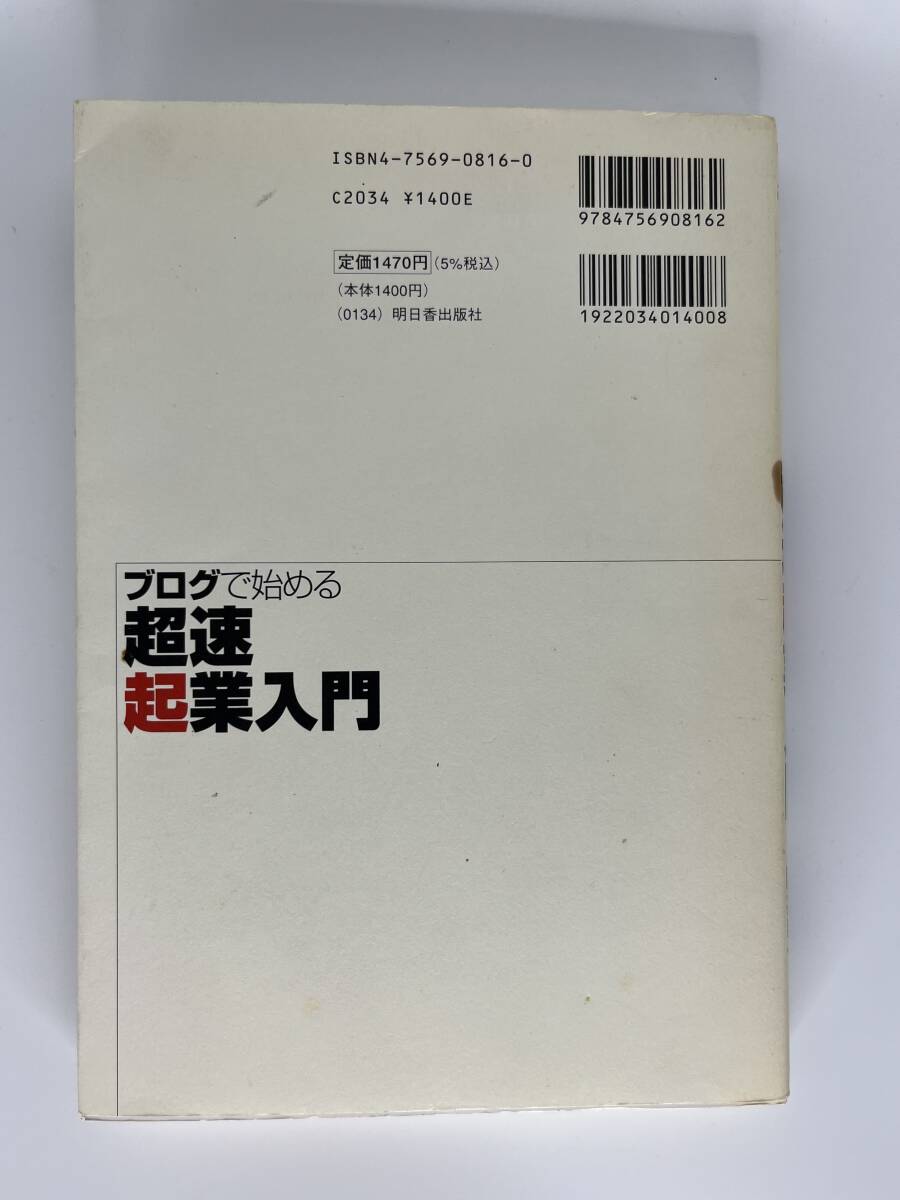 ISBN4-7569-0816-0
C2034 ¥1400E
定価1470円(5%税込)
(本体1400円)
(0134) 明日香出版社
9784756908162
1922034014008
ブログで始める
超速
起業入門